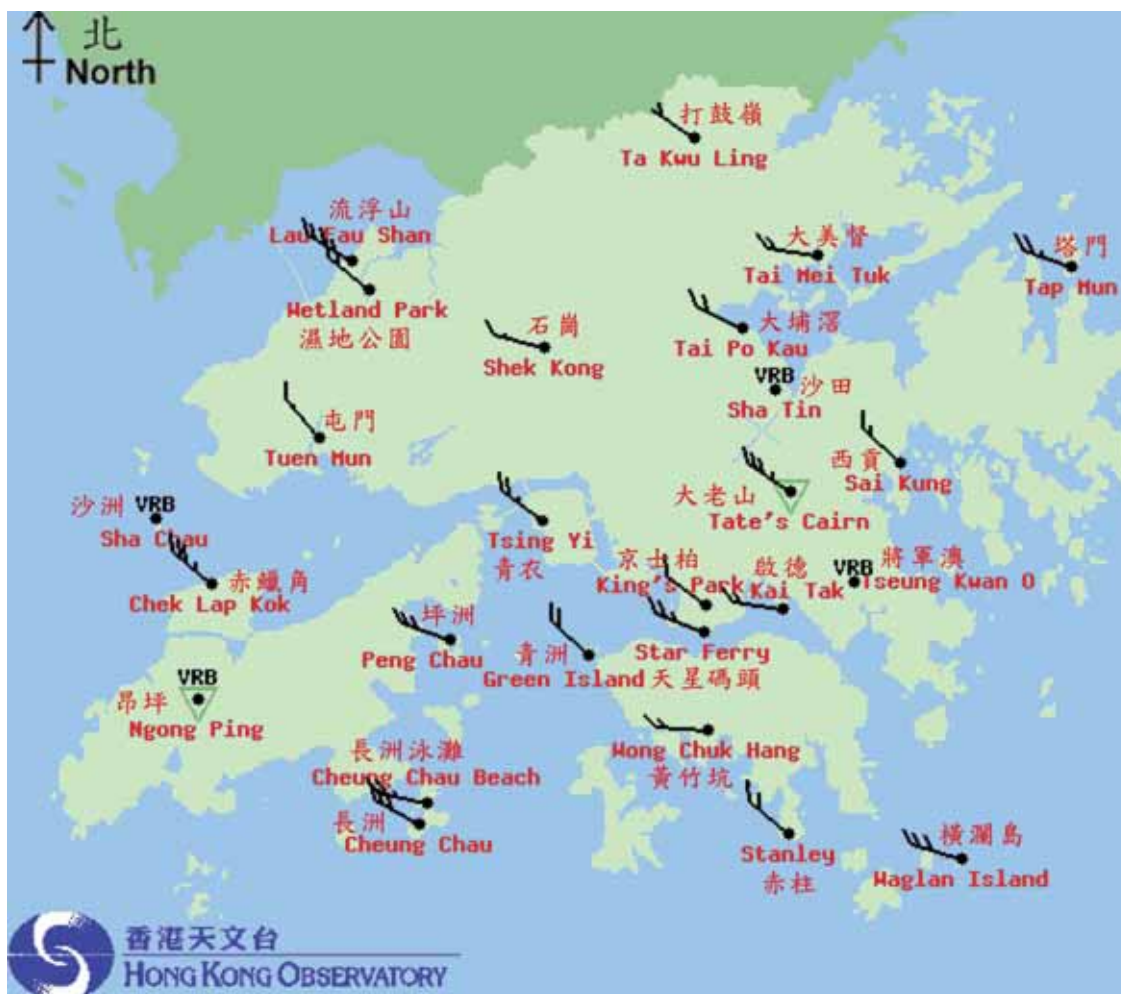 北
North
打鼓嶺
Ta Kwu Ling
流浮山
Lau Fau Shan
大美督
Tai Mei Tuk
塔門
Tap Mun
Wetland Park
濕地公園
石崗
Shek Kong
大埔滘
Tai Po Kau
VRB
沙田
Sha Tin
屯門
Tuen Mun
西貢
Sai Kung
大老山
Tate's Cairn
沙洲
VRB
Sha Chau
Tsing Yi
青衣
赤鱲角
Chek Lap Kok
京士柏
King's Park
啟德
Kai Tak
VRB
將軍澳
Tseung Kwan O
坪洲
Peng Chau
青洲
Green Island
Star Ferry
天星碼頭
VRB
昂坪
Ngong Ping
Wong Chuk Hang
黃竹坑
長洲泳灘
Cheung Chau Beach
長洲
Cheung Chau
Stanley
赤柱
橫瀾島
Waglan Island
香港天文台
HONG KONG OBSERVATORY